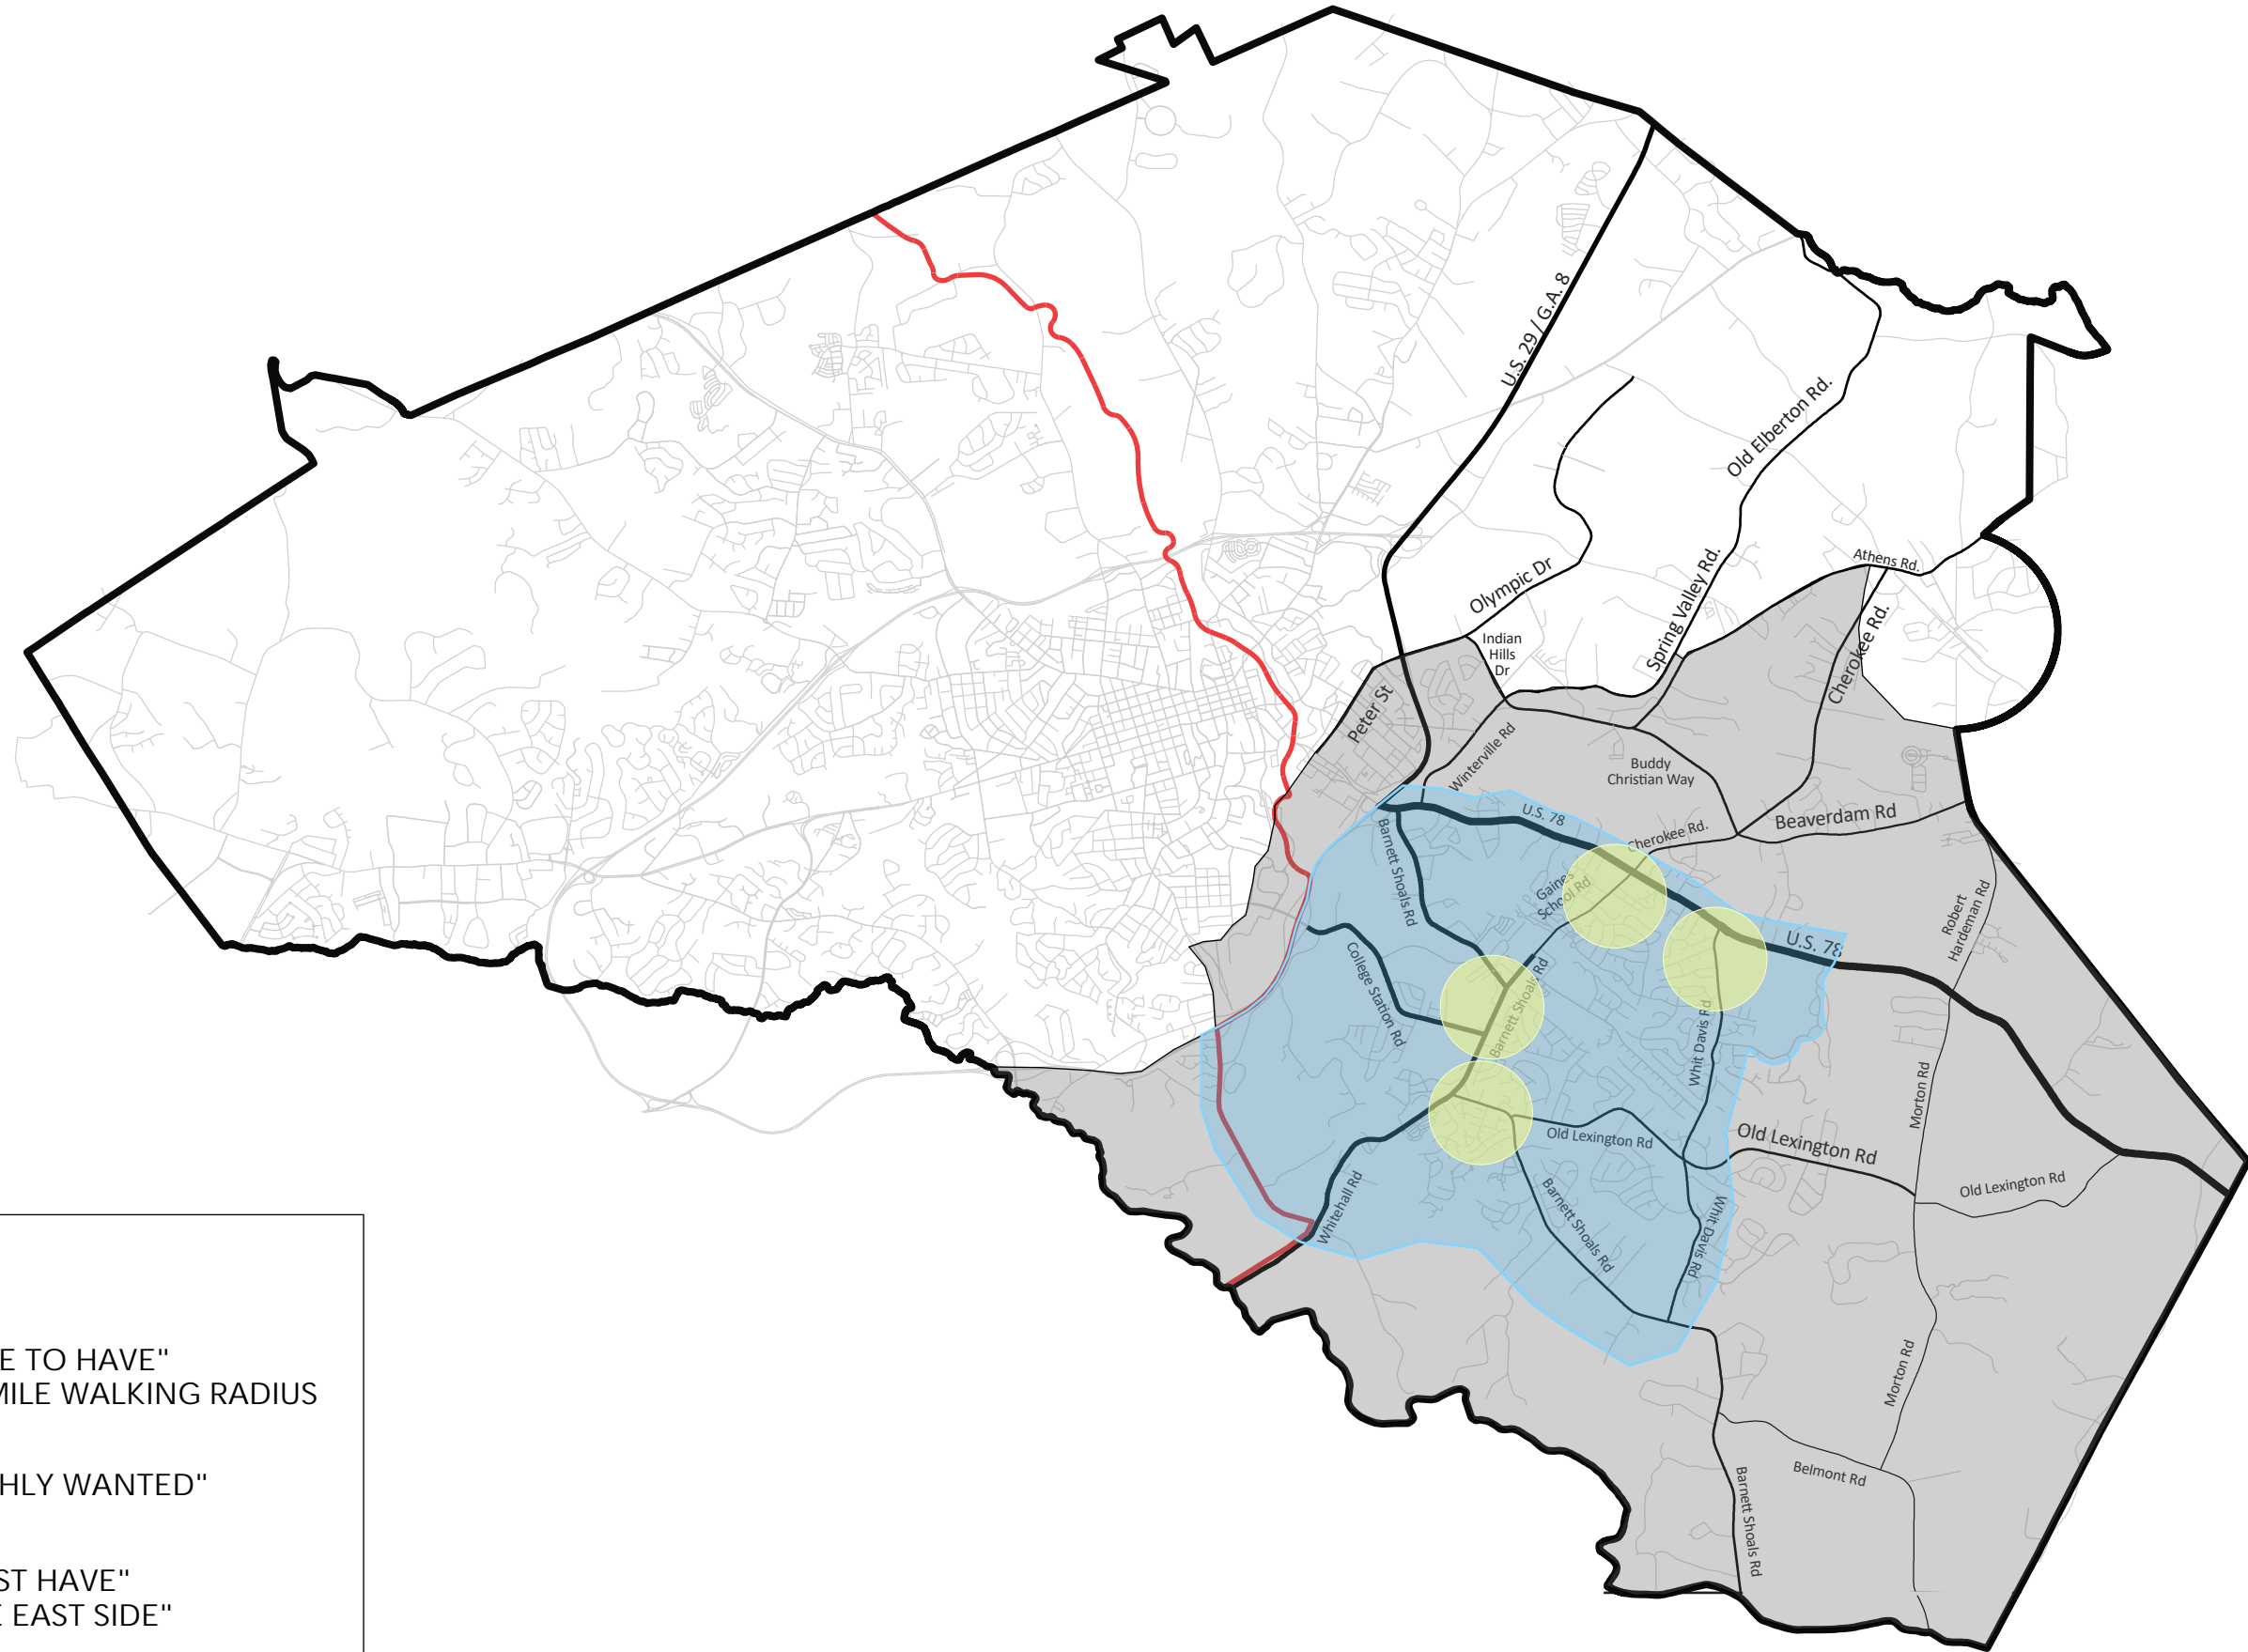 U.S. 29 / G.A. 8
Old Elberton Rd.
Athens Rd.
Olympic Dr
Spring Valley Rd.
Cherokee Rd.
Indian
Hills
Dr
Peter St
Winterville Rd
Buddy
Christian Way
U.S. 78
Cherokee Rd.
Beaverdam Rd
Barnett Shoals Rd
Gaines
School Rd
Robert
Hardeman Rd
U.S. 78
College Station Rd
Barnett Shoals Rd
Whit Davis Rd
Morton Rd
Old Lexington Rd
Old Lexington Rd
Old Lexington Rd
Whitehall Rd
Barnett Shoals Rd
Whit Davis Rd
Morton Rd
Belmont Rd
Barnett Shoals Rd
E TO HAVE"
MILE WALKING RADIUS
HLY WANTED"
ST HAVE"
E EAST SIDE"